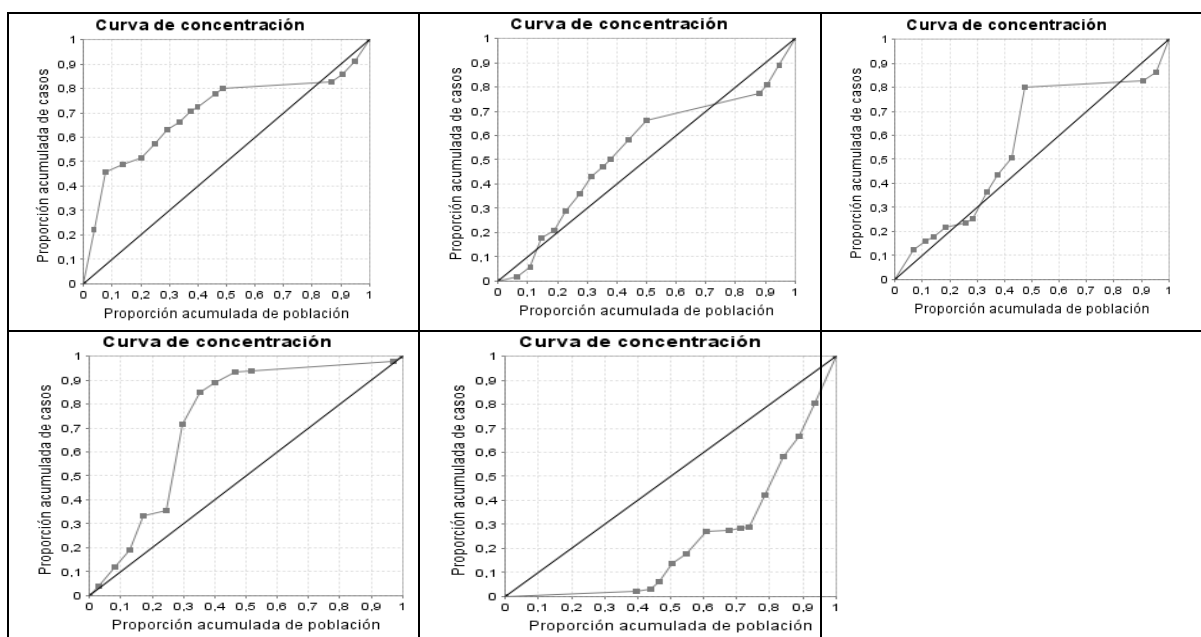 Curva de concentración
Proporción acumulada de casos
1
0,9
0,8
0,7
0,6
0,5
0,4
0,3
0,2
0,1
0
0 0,1 0,2 0,3 0,4 0,5 0,6 0,7 0,8 0,9 1
Proporción acumulada de población
Curva de concentración
Proporción acumulada de casos
1
0,9
0,8
0,7
0,6
0,5
0,4
0,3
0,2
0,1
0
0 0,1 0,2 0,3 0,4 0,5 0,6 0,7 0,8 0,9 1
Proporción acumulada de población
Curva de concentración
Proporción acumulada de casos
1
0,9
0,8
0,7
0,6
0,5
0,4
0,3
0,2
0,1
0
0 0,1 0,2 0,3 0,4 0,5 0,6 0,7 0,8 0,9 1
Proporción acumulada de población
Curva de concentración
Proporción acumulada de casos
1
0,9
0,8
0,7
0,6
0,5
0,4
0,3
0,2
0,1
0
0 0,1 0,2 0,3 0,4 0,5 0,6 0,7 0,8 0,9 1
Proporción acumulada de población
Curva de concentración
Proporción acumulada de casos
1
0,9
0,8
0,7
0,6
0,5
0,4
0,3
0,2
0,1
0
0 0,1 0,2 0,3 0,4 0,5 0,6 0,7 0,8 0,9 1
Proporción acumulada de población